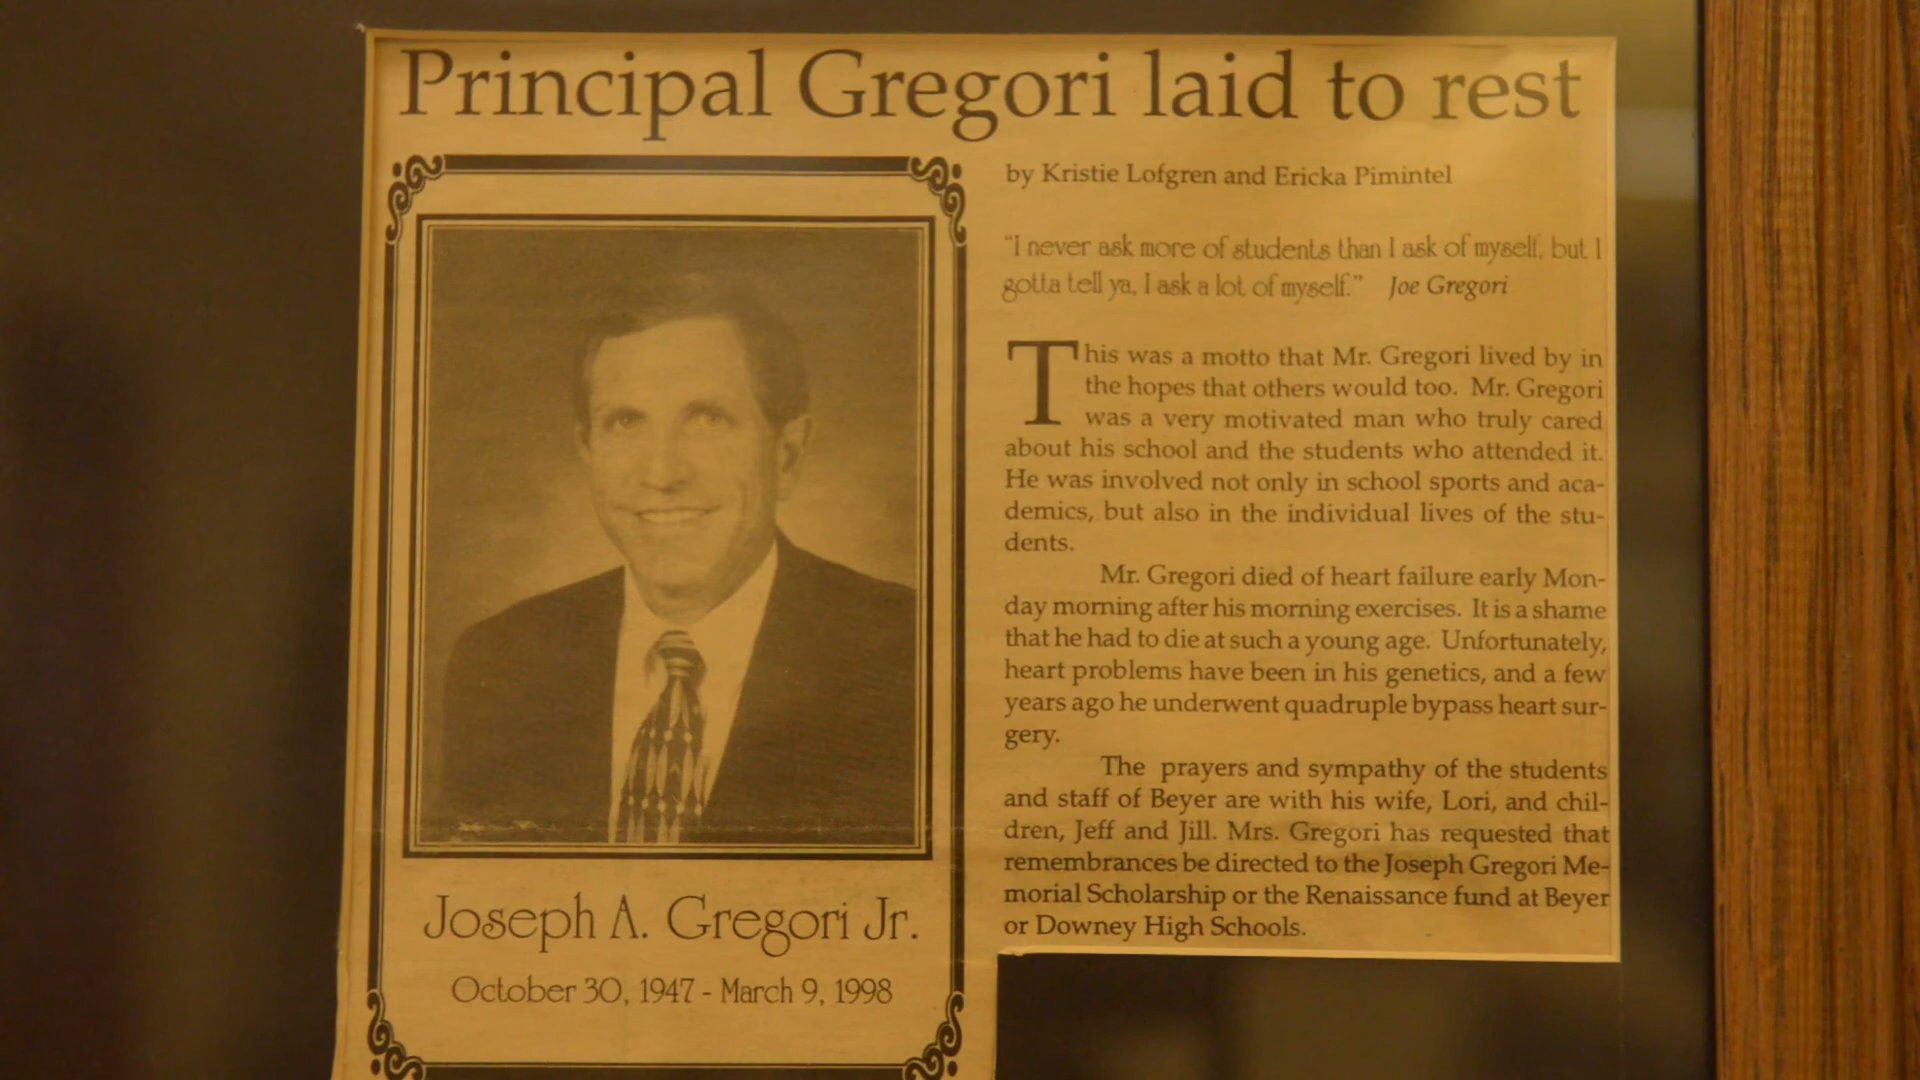 Principal Gregori laid to rest
by Kristie Lofgren and Ericka Pimintel
“I never ask more of students than I ask of myself, but I
gotta tell ya, I ask a lot of myself.” Joe Gregori
This was a motto that Mr. Gregori lived by in
the hopes that others would too. Mr. Gregori
was a very motivated man who truly cared
about his school and the students who attended it.
He was involved not only in school sports and aca-
demics, but also in the individual lives of the stu-
dents.
Mr. Gregori died of heart failure early Mon-
day morning after his morning exercises. It is a shame
that he had to die at such a young age. Unfortunately,
heart problems have been in his genetics, and a few
years ago he underwent quadruple bypass heart sur-
gery.
The prayers and sympathy of the students
and staff of Beyer are with his wife, Lori, and chil-
dren, Jeff and Jill. Mrs. Gregori has requested that
remembrances be directed to the Joseph Gregori Me-
morial Scholarship or the Renaissance fund at Beyer
or Downey High Schools.
Joseph A. Gregori Jr.
October 30, 1947 - March 9, 1998